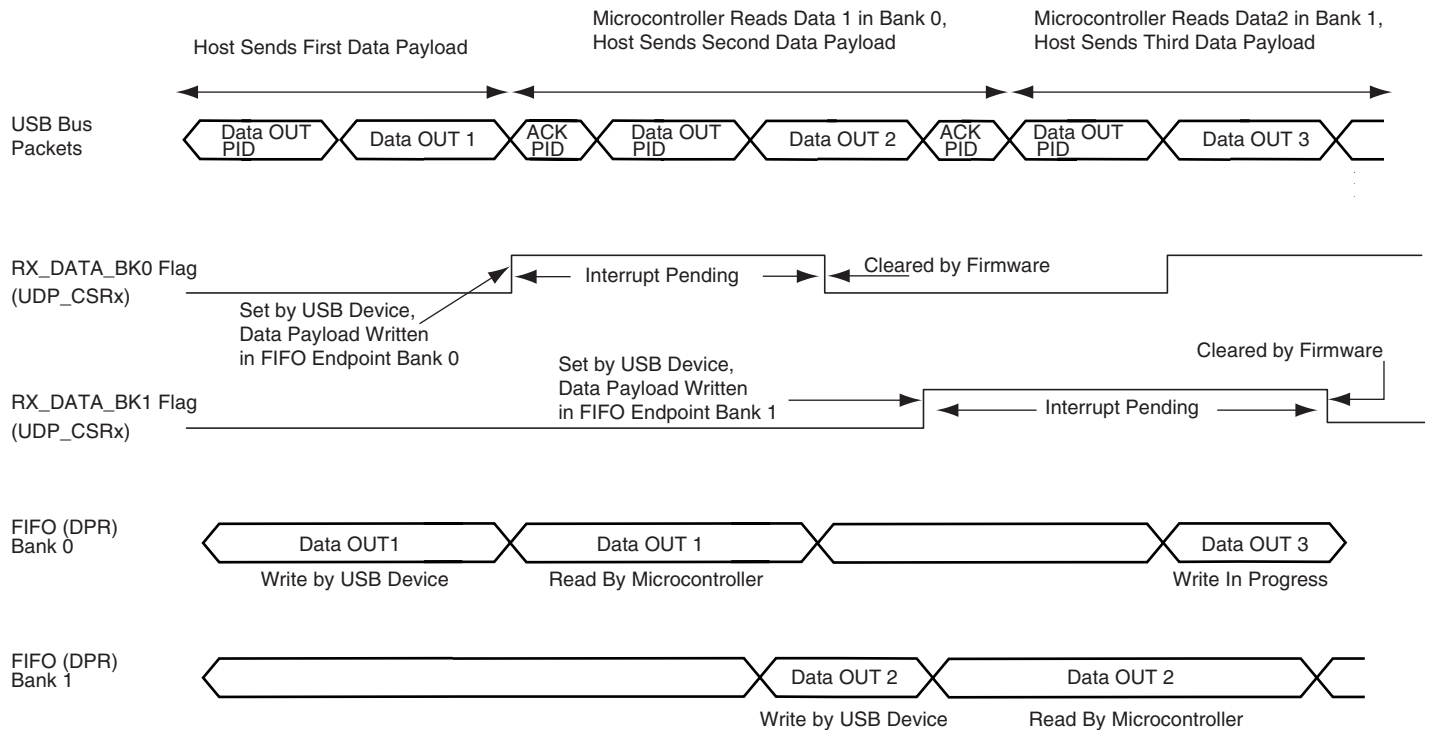 Host Sends First Data Payload
Microcontroller Reads Data 1 in Bank 0,
Host Sends Second Data Payload
Microcontroller Reads Data2 in Bank 1,
Host Sends Third Data Payload
USB Bus
Packets
Data OUT
PID
Data OUT 1
ACK
PID
Data OUT
PID
Data OUT 2
ACK
PID
Data OUT
PID
Data OUT 3
RX_DATA_BK0 Flag
(UDP_CSRx)
Interrupt Pending
Cleared by Firmware
Set by USB Device,
Data Payload Written
in FIFO Endpoint Bank 0
RX_DATA_BK1 Flag
(UDP_CSRx)
Set by USB Device,
Data Payload Written
in FIFO Endpoint Bank 1
Interrupt Pending
Cleared by Firmware
FIFO (DPR)
Bank 0
Data OUT1
Data OUT 1
Data OUT 3
Write by USB Device
Read By Microcontroller
Write In Progress
FIFO (DPR)
Bank 1
Data OUT 2
Data OUT 2
Write by USB Device
Read By Microcontroller